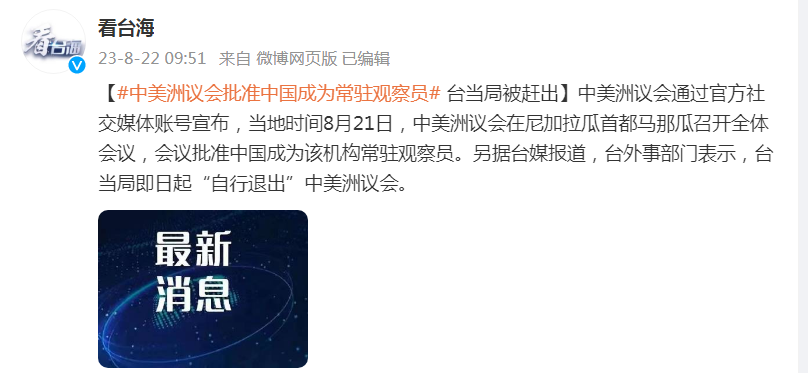 看台海
看台海
23-8-22 09:51 来自 微博网页版 已编辑
【#中美洲议会批准中国成为常驻观察员# 台当局被赶出】中美洲议会通过官方社
交媒体账号宣布，当地时间8月21日，中美洲议会在尼加拉瓜首都马那瓜召开全体
会议，会议批准中国成为该机构常驻观察员。另据台媒报道，台外事部门表示，台
当局即日起“自行退出”中美洲议会。
最新
消息